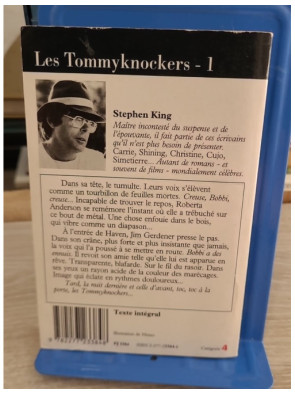 Les Tommyknockers - 1
Stephen King
Maître incontesté du suspense et de
l'épouvante, il fait partie de ces écrivains
qu'il n'est plus besoin de présenter.
Carrie, Shining, Christine, Cujo,
Simetierre... Autant de romans - et
souvent de films - mondialement célèbres.
Dans sa tête, le tumulte. Leurs voix s'élèvent
comme un tourbillon de feuilles mortes. Creuse, Bobbi,
creuse... Incapable de trouver le repos, Roberta
Anderson se remémore l'instant où elle a trébuché sur
ce bout de métal. Une chose enfouie dans le bois,
qui vibre comme un diapason...
À l'entrée de Haven, Jim Gardener presse le pas.
Dans son crâne, plus forte et plus insistante que jamais,
la voix qui l'a poussé à se mettre en route. Bobbi a des
ennuis. Il revoit son amie telle qu'elle lui est apparue en
rêve. Transparente, blafarde. Sur le fil du rasoir. Dans
ses yeux un rayon acide de la couleur des marécages.
Image qui éclate en rythmes douloureux...
Tard, la nuit dernière et celle d'avant, toc, toc à la
porte, les Tommyknockers...
Texte intégral
Catégorie 4